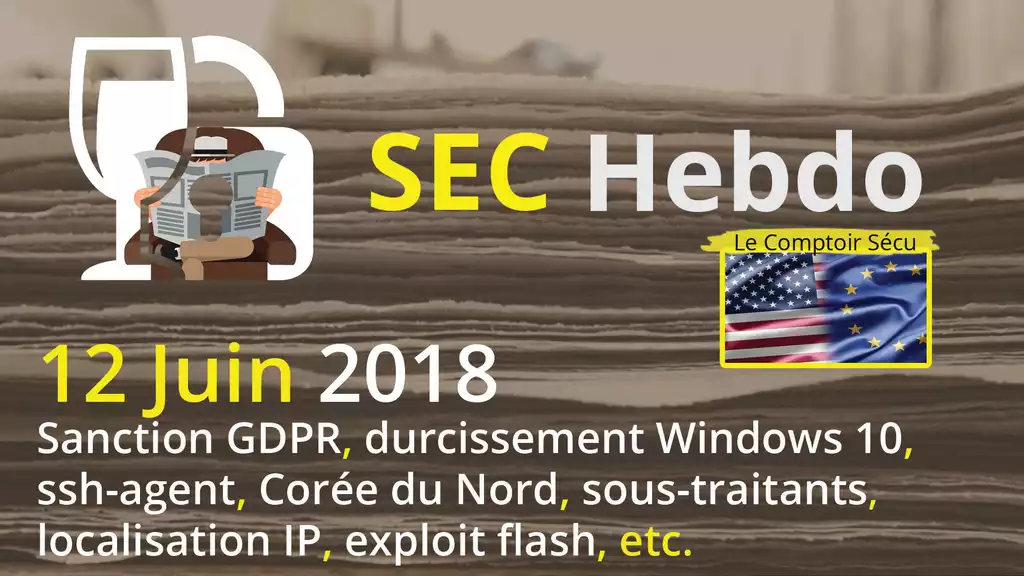 SEC Hebdo
Le Comptoir Sécu
12 Juin 2018
Sanction GDPR, durcissement Windows 10,
ssh-agent, Corée du Nord, sous-traitants,
localisation IP, exploit flash, etc.